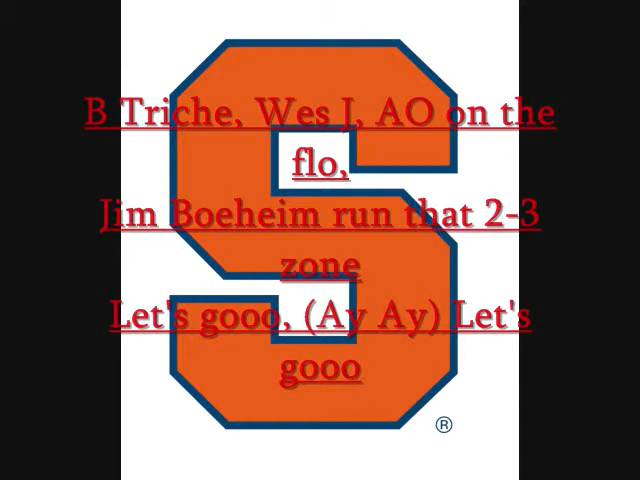 B Triche, Wes J, AO on the
flo,
Jim Boeheim run that 2-3
zone
Let's gooo, (Ay Ay) Let's
gooo
S
®